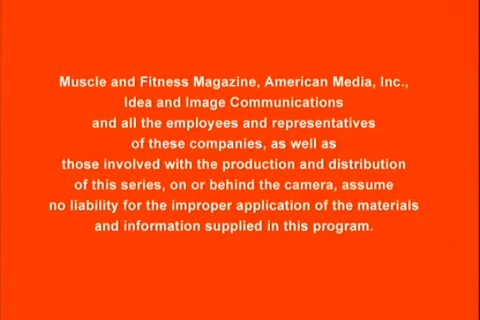 Muscle and Fitness Magazine, American Media, Inc.,
Idea and Image Communications
and all the employees and representatives
of these companies, as well as
those involved with the production and distribution
of this series, on or behind the camera, assume
no liability for the improper application of the materials
and information supplied in this program.